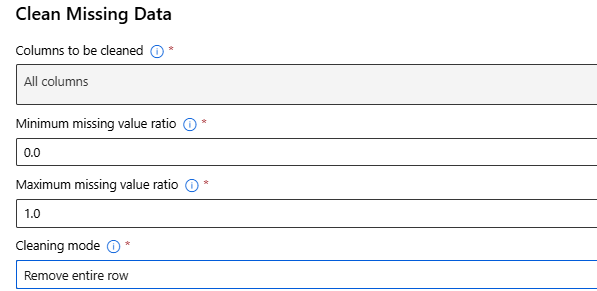 Clean Missing Data
Columns to be cleaned ⓘ *
All columns
Minimum missing value ratio ⓘ *
0.0
Maximum missing value ratio ⓘ *
1.0
Cleaning mode ⓘ *
Remove entire row